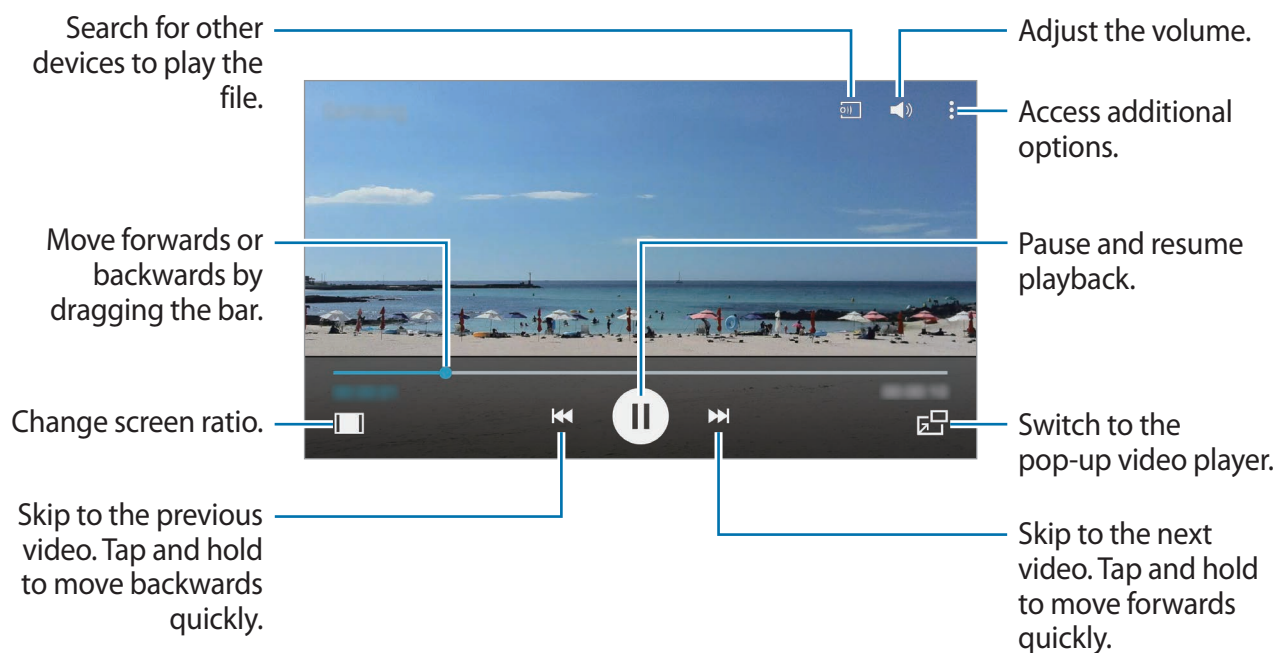 Search for other
devices to play the
file.
Adjust the volume.
Access additional
options.
Move forwards or
backwards by
dragging the bar.
Pause and resume
playback.
Change screen ratio.
Switch to the
pop-up video player.
Skip to the previous
video. Tap and hold
to move backwards
quickly.
Skip to the next
video. Tap and hold
to move forwards
quickly.